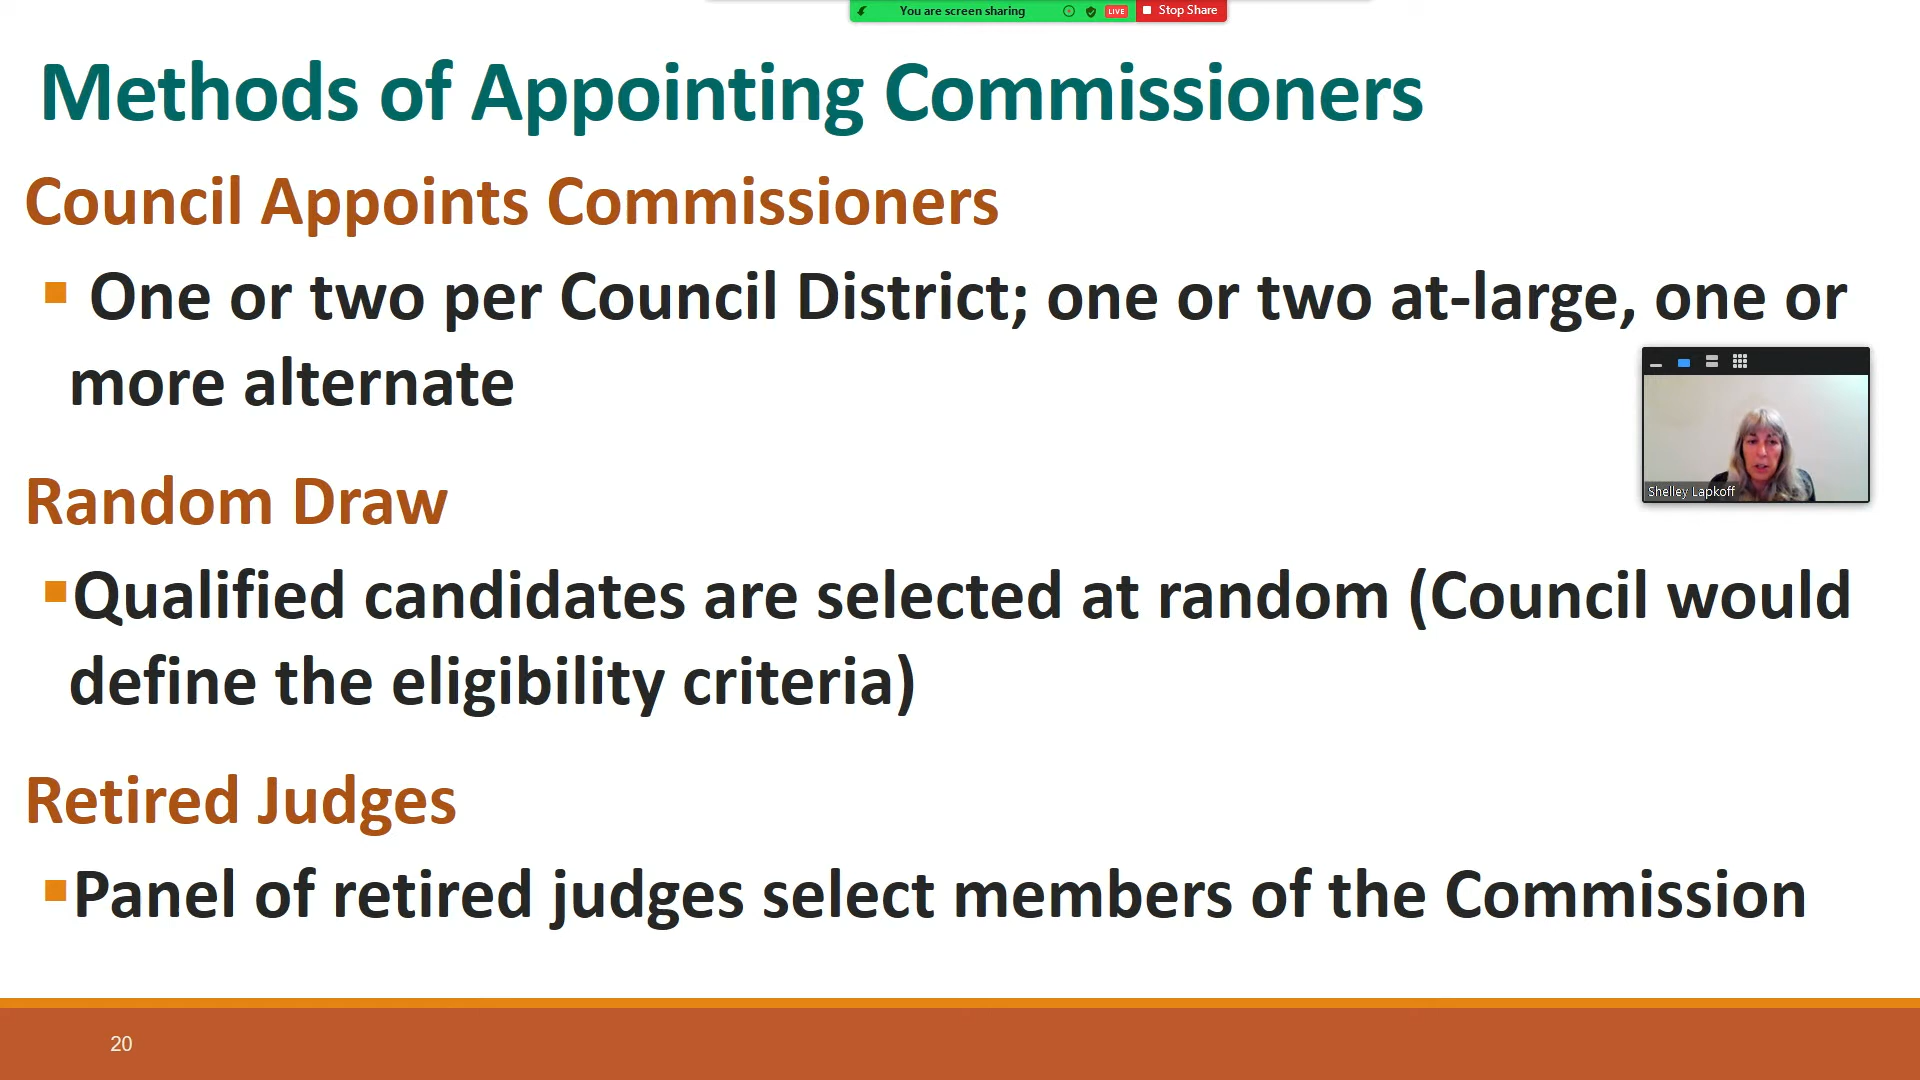 You are screen sharing
LIVE
Stop Share
Methods of Appointing Commissioners
Council Appoints Commissioners
One or two per Council District; one or two at-large, one or
more alternate
Shelley Lapkoff
Random Draw
Qualified candidates are selected at random (Council would
define the eligibility criteria)
Retired Judges
Panel of retired judges select members of the Commission
20